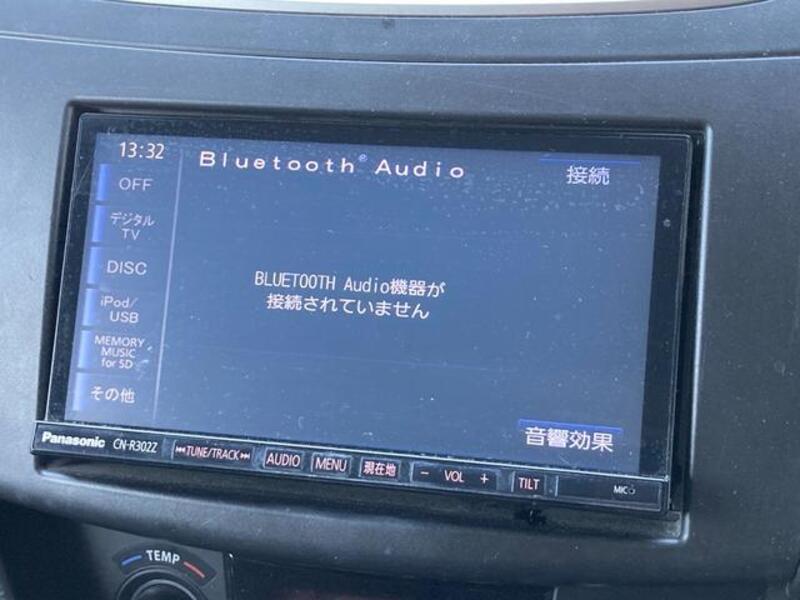 13:32
Bluetooth® Audio
接続
OFF
デジタル
TV
DISC
iPod/
USB
MEMORY
MUSIC
for SD
その他
BLUETOOTH Audio機器が
接続されていません
音響効果
Panasonic CN-R302Z
⏮TUNE/TRACK⏭ AUDIO MENU 現在地 − VOL + TILT MIC
TEMP